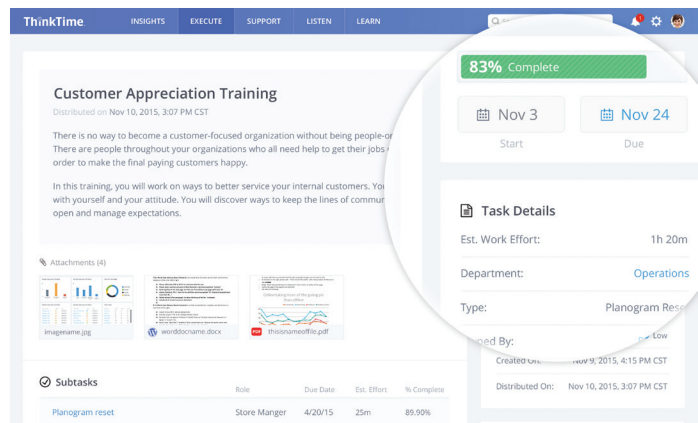 ThinkTime
INSIGHTS
EXECUTE
SUPPORT
LISTEN
LEARN
83% Complete
Nov 3
Nov 24
Start
Due
Customer Appreciation Training
Distributed on Nov 10, 2015, 3:07 PM CST
There is no way to become a customer-focused organization without being people-or
There are people throughout your organizations who all need help to get their jobs
order to make the final paying customers happy.
In this training, you will work on ways to better service your internal customers. You
with yourself and your attitude. You will discover ways to keep the lines of commun
open and manage expectations.
Attachments (4)
imagename.jpg
worddocname.docx
PDF
thisisnameoffile.pdf
Task Details
Est. Work Effort: 1h 20m
Department: Operations
Type: Planogram Rese
ned By:
Low
Created On: Nov 9, 2015, 4:15 PM CST
Distributed On: Nov 10, 2015, 3:07 PM CST
Subtasks
Role
Due Date
Est. Effort
% Complete
Planogram reset
Store Manger
4/20/15
25m
89.90%